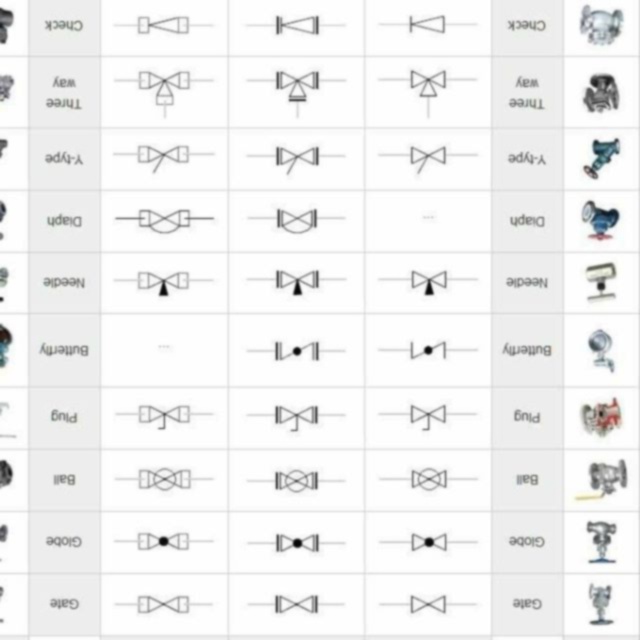 Gate Gate
Globe Globe
Ball Ball
Plug Plug
Butterfly --- Butterfly
Needle Needle
Diaph --- Diaph
Y-type Y-type
Three Three
way way
Check Check